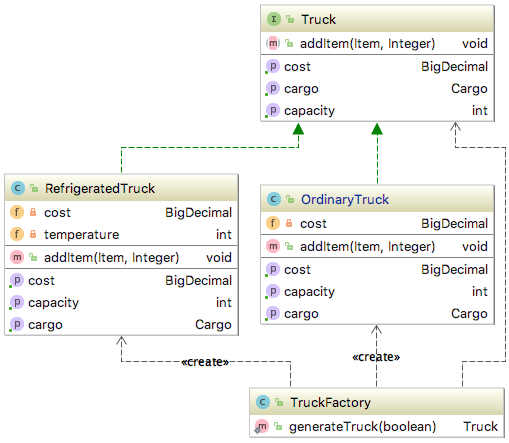 Truck
addItem(Item, Integer) void
cost BigDecimal
cargo Cargo
capacity int
RefrigeratedTruck
cost BigDecimal
temperature int
addItem(Item, Integer) void
cost BigDecimal
capacity int
cargo Cargo
OrdinaryTruck
cost BigDecimal
addItem(Item, Integer) void
cost BigDecimal
capacity int
cargo Cargo
«create»
«create»
TruckFactory
generateTruck(boolean) Truck